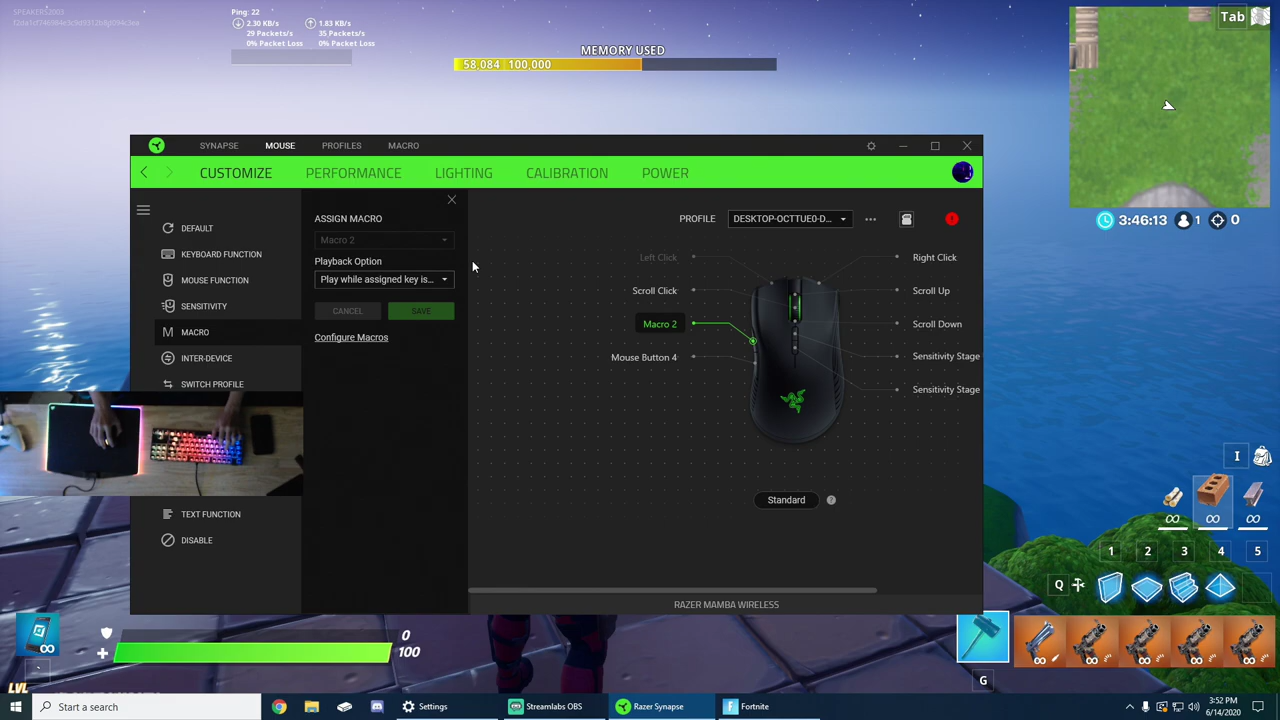 SPEAKERS2003
Ping: 22
2.30 KB/s 1.83 KB/s
29 Packets/s 35 Packets/s
0% Packet Loss 0% Packet Loss
MEMORY USED
58,084 100,000
Tab
3:46:13 1 0
SYNAPSE MOUSE PROFILES MACRO
CUSTOMIZE PERFORMANCE LIGHTING CALIBRATION POWER
DEFAULT
KEYBOARD FUNCTION
MOUSE FUNCTION
SENSITIVITY
M MACRO
INTER-DEVICE
SWITCH PROFILE
TEXT FUNCTION
DISABLE
ASSIGN MACRO
Macro 2
Playback Option
Play while assigned key is...
CANCEL SAVE
Configure Macros
PROFILE DESKTOP-OCTTUE0-D...
Left Click Right Click
Scroll Click Scroll Up
Macro 2 Scroll Down
Mouse Button 4 Sensitivity Stage
Sensitivity Stage
Standard ?
RAZER MAMBA WIRELESS
I
∞ ∞ ∞
1 2 3 4 5
Q
∞ ∞ ∞ ∞ ∞ ∞
G
0
100
LVL
Start a search
Settings
Streamlabs OBS
Razer Synapse
Fortnite
3:52 PM
6/14/2020